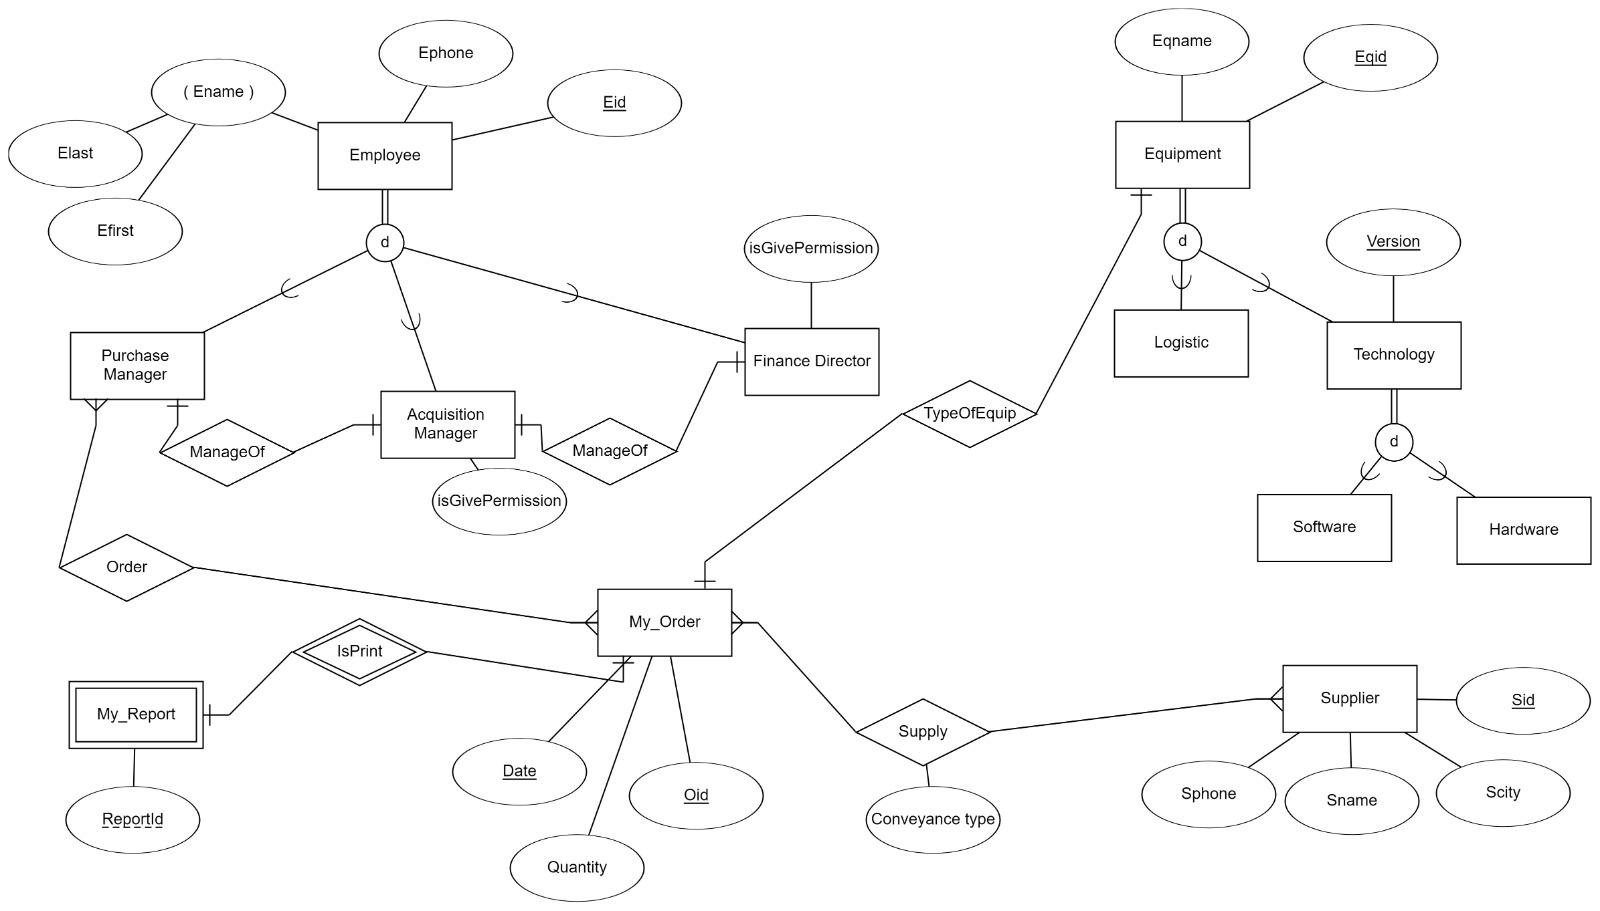 Eqname
Ephone
Eqid
( Ename )
Eid
Elast
Employee
Equipment
Efirst
d
isGivePermission
d
Version
Purchase
Manager
Finance Director
Logistic
Technology
Acquisition
Manager
TypeOfEquip
ManageOf
ManageOf
d
isGivePermission
Software
Hardware
Order
My_Order
IsPrint
My_Report
Supplier
Sid
Supply
Date
Oid
Sphone
Sname
Scity
ReportId
Conveyance type
Quantity